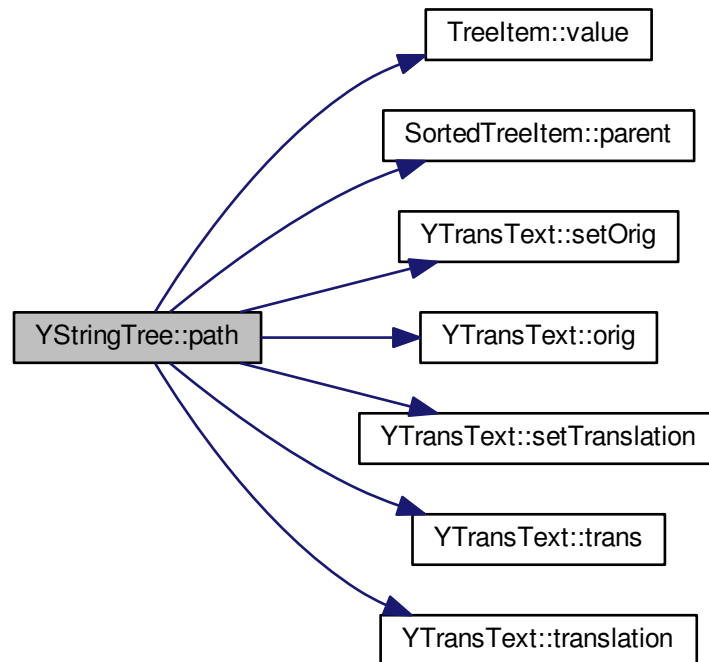 TreeItem::value
SortedTreeItem::parent
YTransText::setOrig
YStringTree::path
YTransText::orig
YTransText::setTranslation
YTransText::trans
YTransText::translation